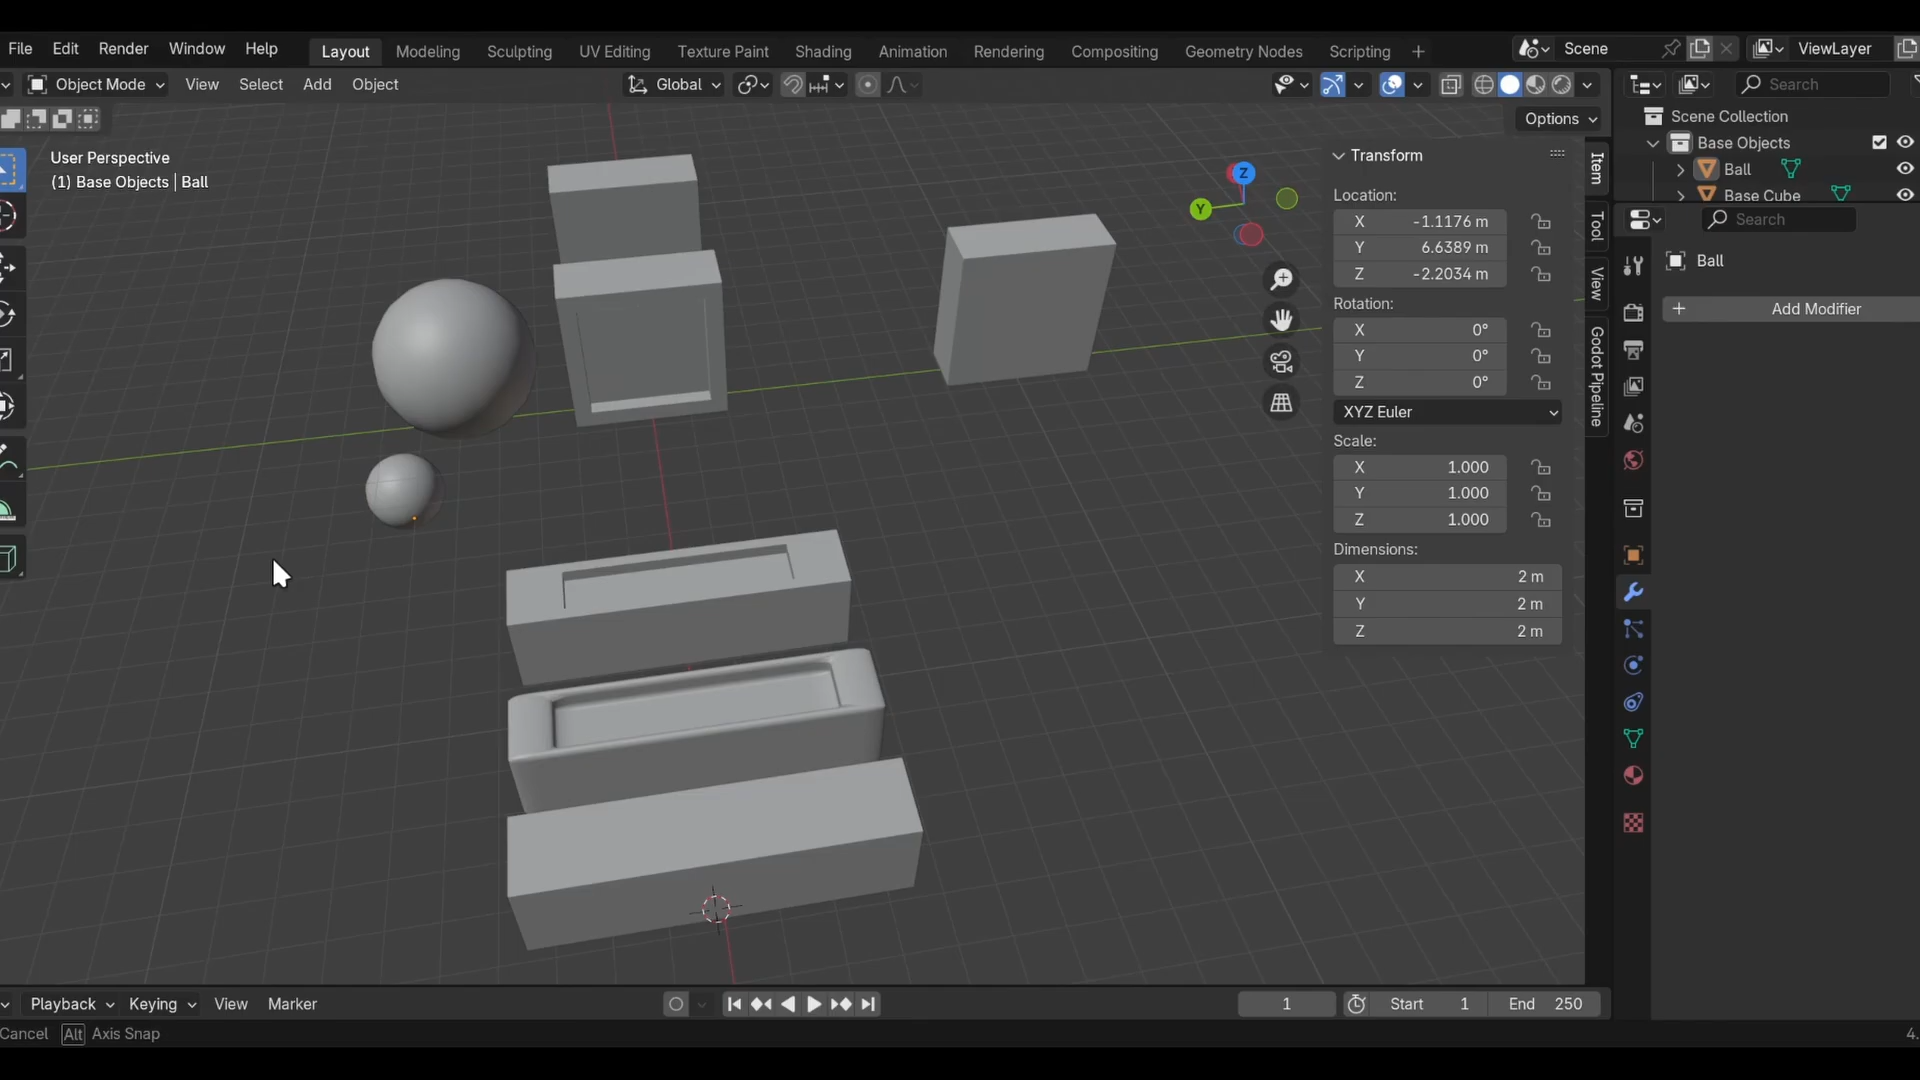 File Edit Render Window Help Layout Modeling Sculpting UV Editing Texture Paint Shading Animation Rendering Compositing Geometry Nodes Scripting + Scene ViewLayer
Object Mode View Select Add Object Global Search
Options
User Perspective
(1) Base Objects | Ball
Z
Y
Transform
Location:
X -1.1176 m
Y 6.6389 m
Z -2.2034 m
Rotation:
X 0°
Y 0°
Z 0°
XYZ Euler
Scale:
X 1.000
Y 1.000
Z 1.000
Dimensions:
X 2 m
Y 2 m
Z 2 m
Item
Tool
View
Godot Pipeline
Scene Collection
Base Objects
Ball
Base Cube
Search
Ball
+ Add Modifier
Playback Keying View Marker 1 Start 1 End 250
Cancel Alt Axis Snap 4.